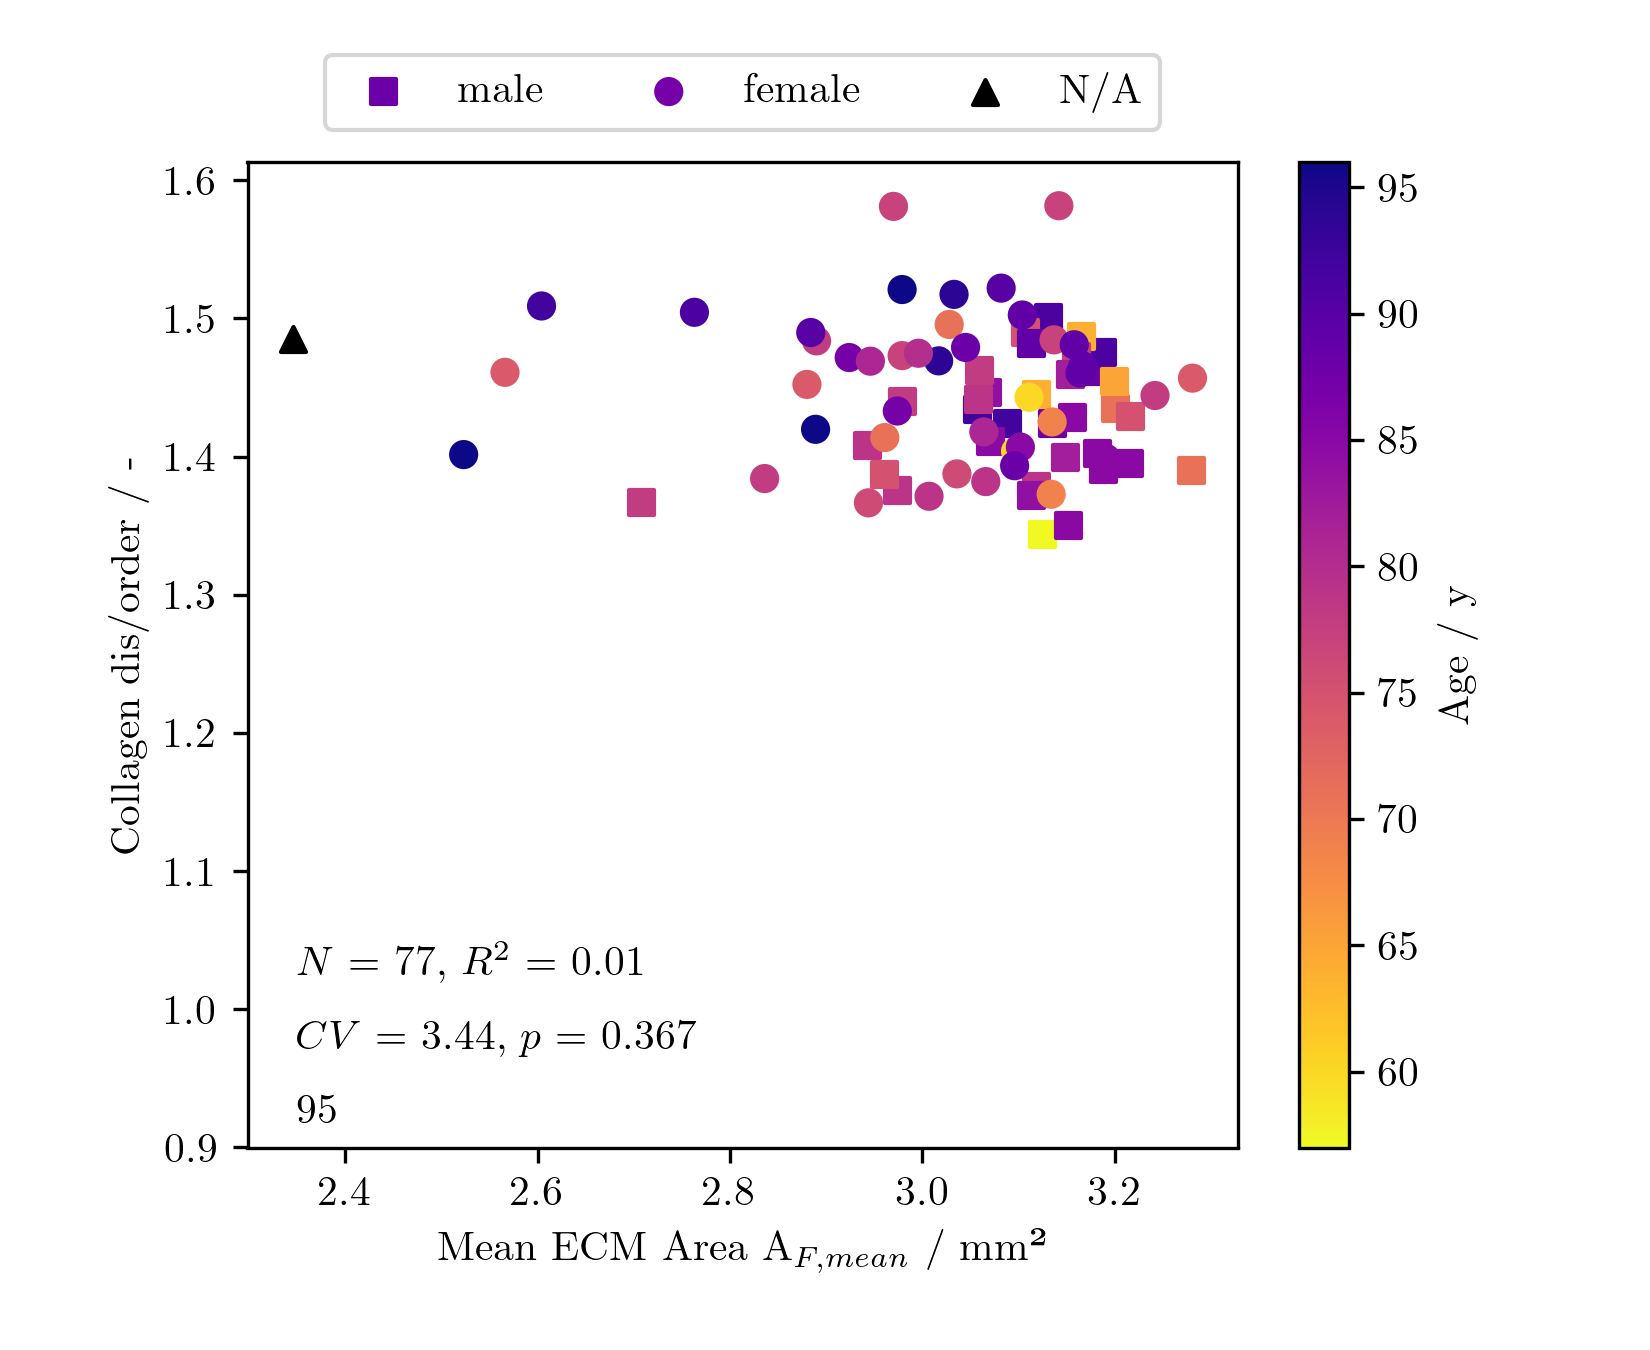 male female N/A
1.6
1.5
1.4
1.3
1.2
1.1
1.0
0.9
Collagen dis/order / -
N = 77, R² = 0.01
CV = 3.44, p = 0.367
95
2.4 2.6 2.8 3.0 3.2
Mean ECM Area A_{F,mean} / mm²
95
90
85
80
75
70
65
60
Age / y